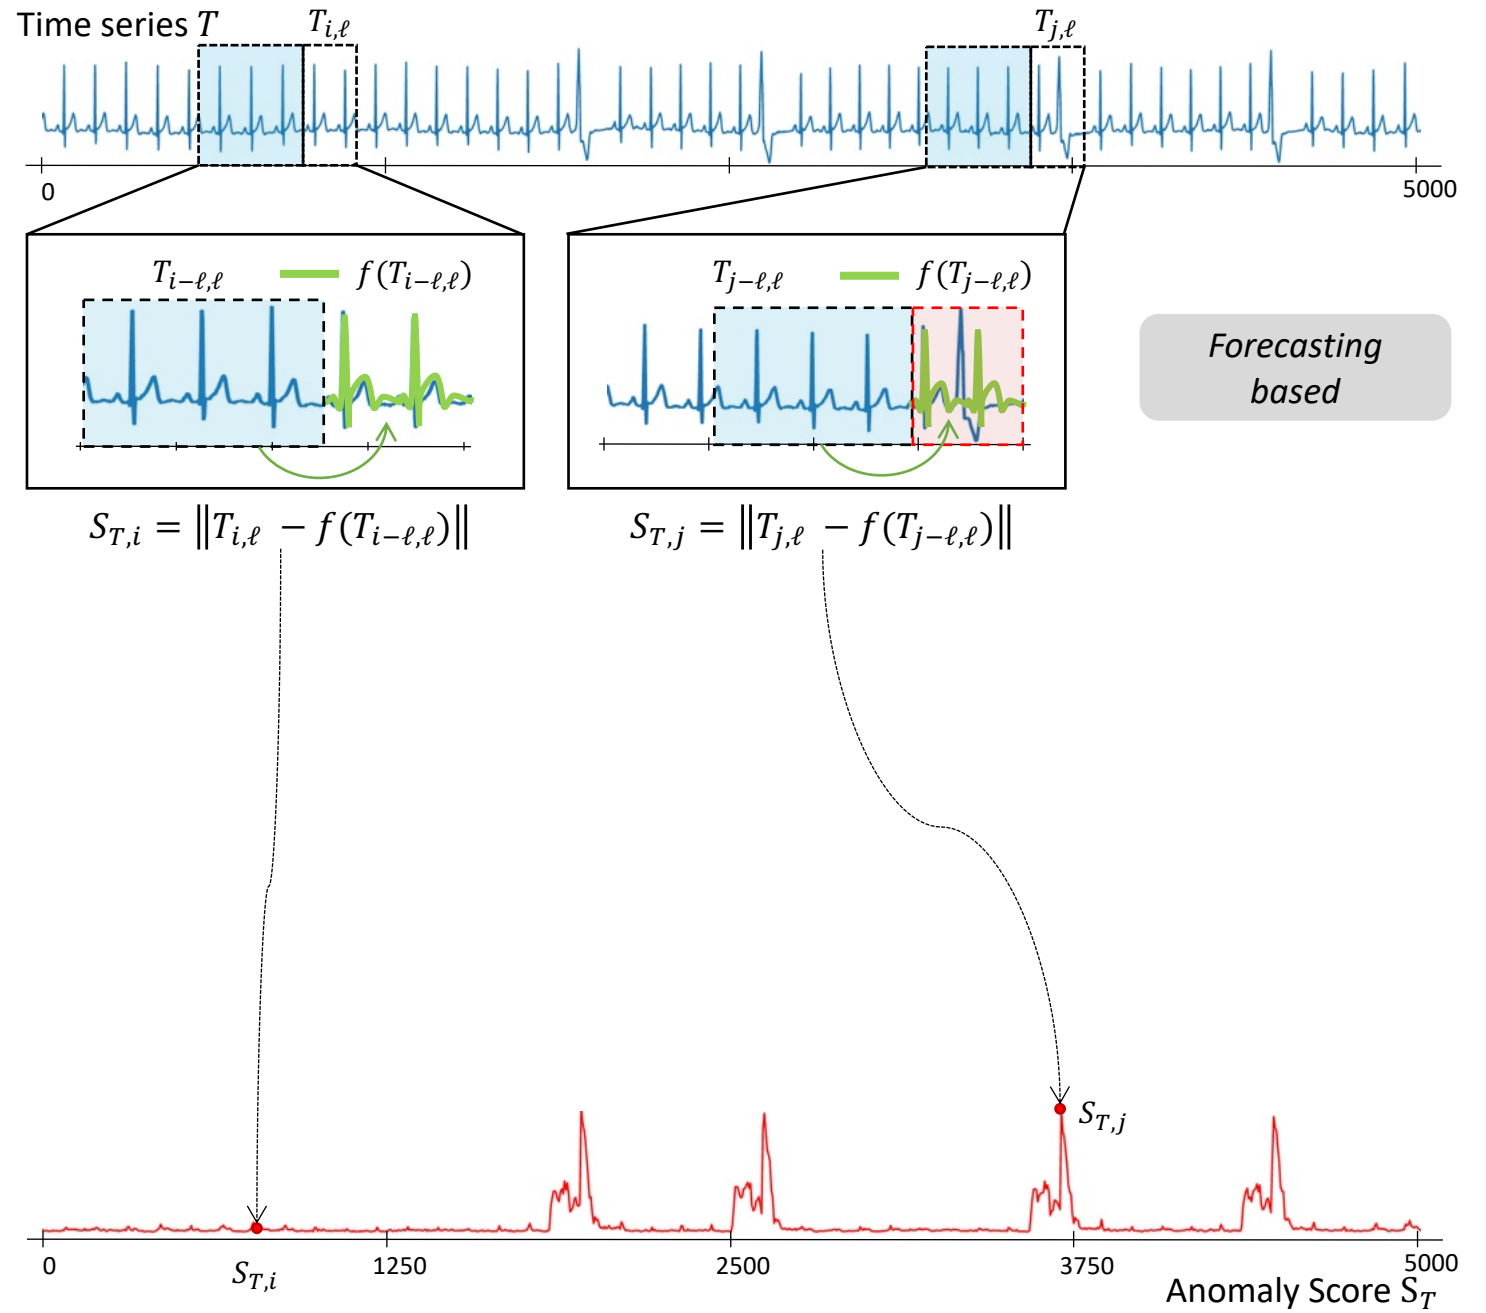 Time series T
T_{i,ℓ}
T_{j,ℓ}
0
5000
T_{i−ℓ,ℓ}
f(T_{i−ℓ,ℓ})
T_{j−ℓ,ℓ}
f(T_{j−ℓ,ℓ})
Forecasting
based
S_{T,i} = ‖T_{i,ℓ} − f(T_{i−ℓ,ℓ})‖
S_{T,j} = ‖T_{j,ℓ} − f(T_{j−ℓ,ℓ})‖
S_{T,j}
0
S_{T,i}
1250
2500
3750
5000
Anomaly Score S_T